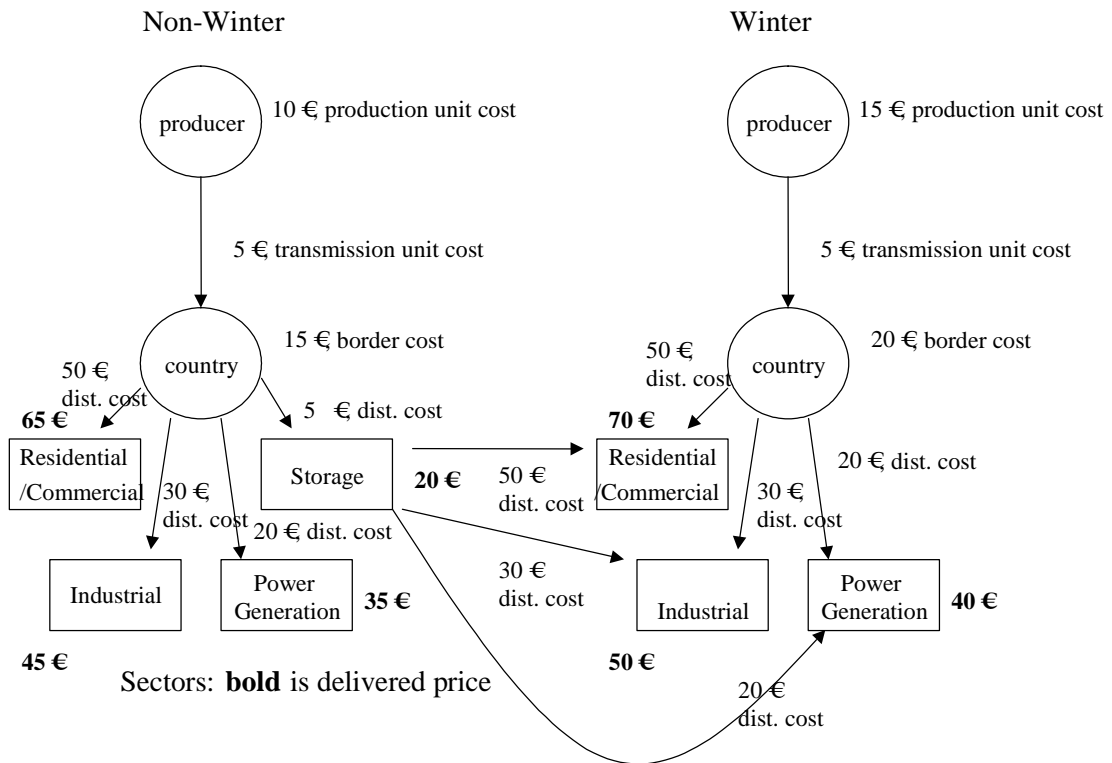 Non-Winter
producer
10 €, production unit cost
5 €, transmission unit cost
15 €, border cost
country
50 €,
dist. cost
5 €, dist. cost
65 €
Residential
/Commercial
Storage
20 €
30 €,
dist. cost
20 €, dist. cost
Industrial
Power
Generation
35 €
45 €
50 €
dist. cost
30 €
dist. cost
20 €
dist. cost
Winter
producer
15 €, production unit cost
5 €, transmission unit cost
20 €, border cost
country
50 €,
dist. cost
70 €
Residential
/Commercial
20 €, dist. cost
30 €,
dist. cost
Industrial
Power
Generation
40 €
50 €
Sectors: bold is delivered price